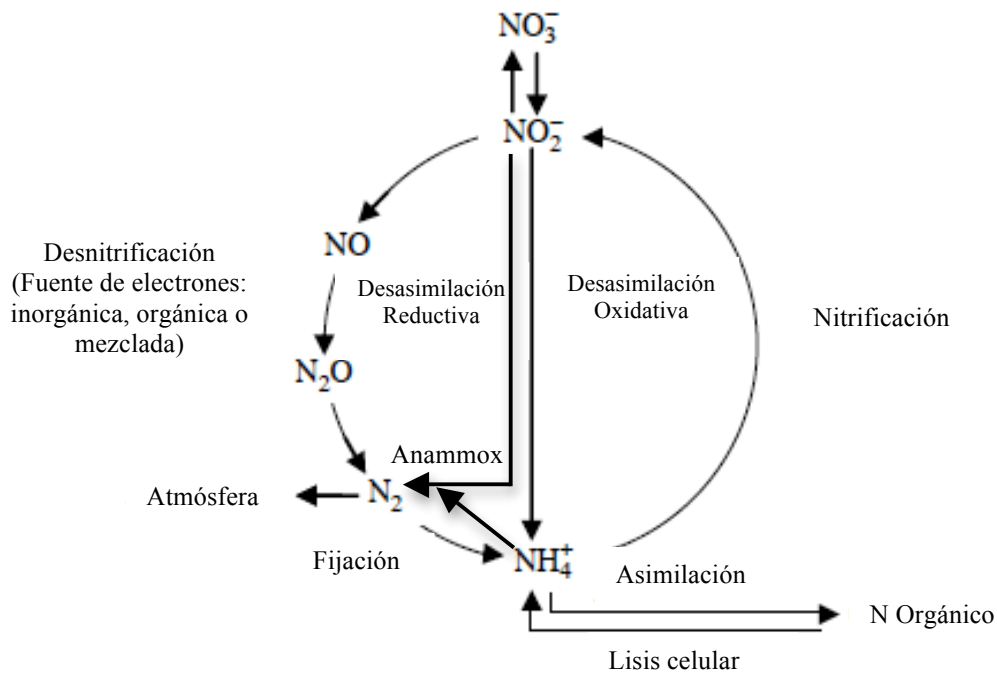 NO₃⁻
NO₂⁻
NO
Desnitrificación
(Fuente de electrones:
inorgánica, orgánica o
mezclada)
Desasimilación
Reductiva
Desasimilación
Oxidativa
Nitrificación
N₂O
Anammox
Atmósfera
N₂
Fijación
NH₄⁺
Asimilación
N Orgánico
Lisis celular